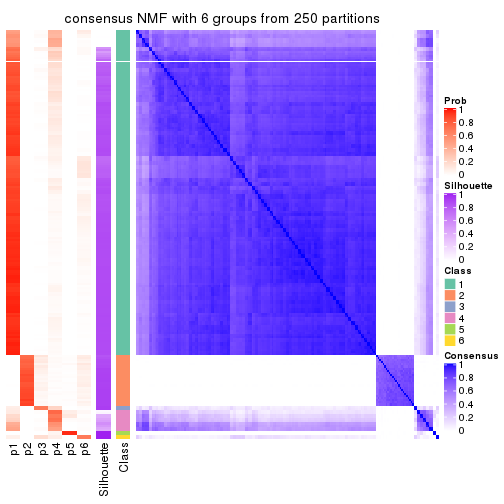 consensus NMF with 6 groups from 250 partitions
p1
p2
p3
p4
p5
p6
Silhouette
Class
Prob
1
0.8
0.6
0.4
0.2
0
Silhouette
1
0.8
0.6
0.4
0.2
0
Class
1
2
3
4
5
6
Consensus
1
0.8
0.6
0.4
0.2
0